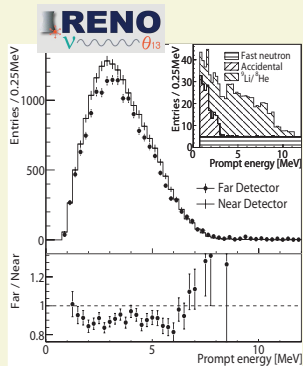 RENO
ν θ13
Entries / 0.25MeV
1000
500
0
Entries / 0.25MeV
40
30
20
10
0
0 5 10
Prompt energy [MeV]
Fast neutron
Accidental
⁹Li/⁸He
Far Detector
Near Detector
Far / Near
1.2
1
0.8
0 5 10
Prompt energy [MeV]